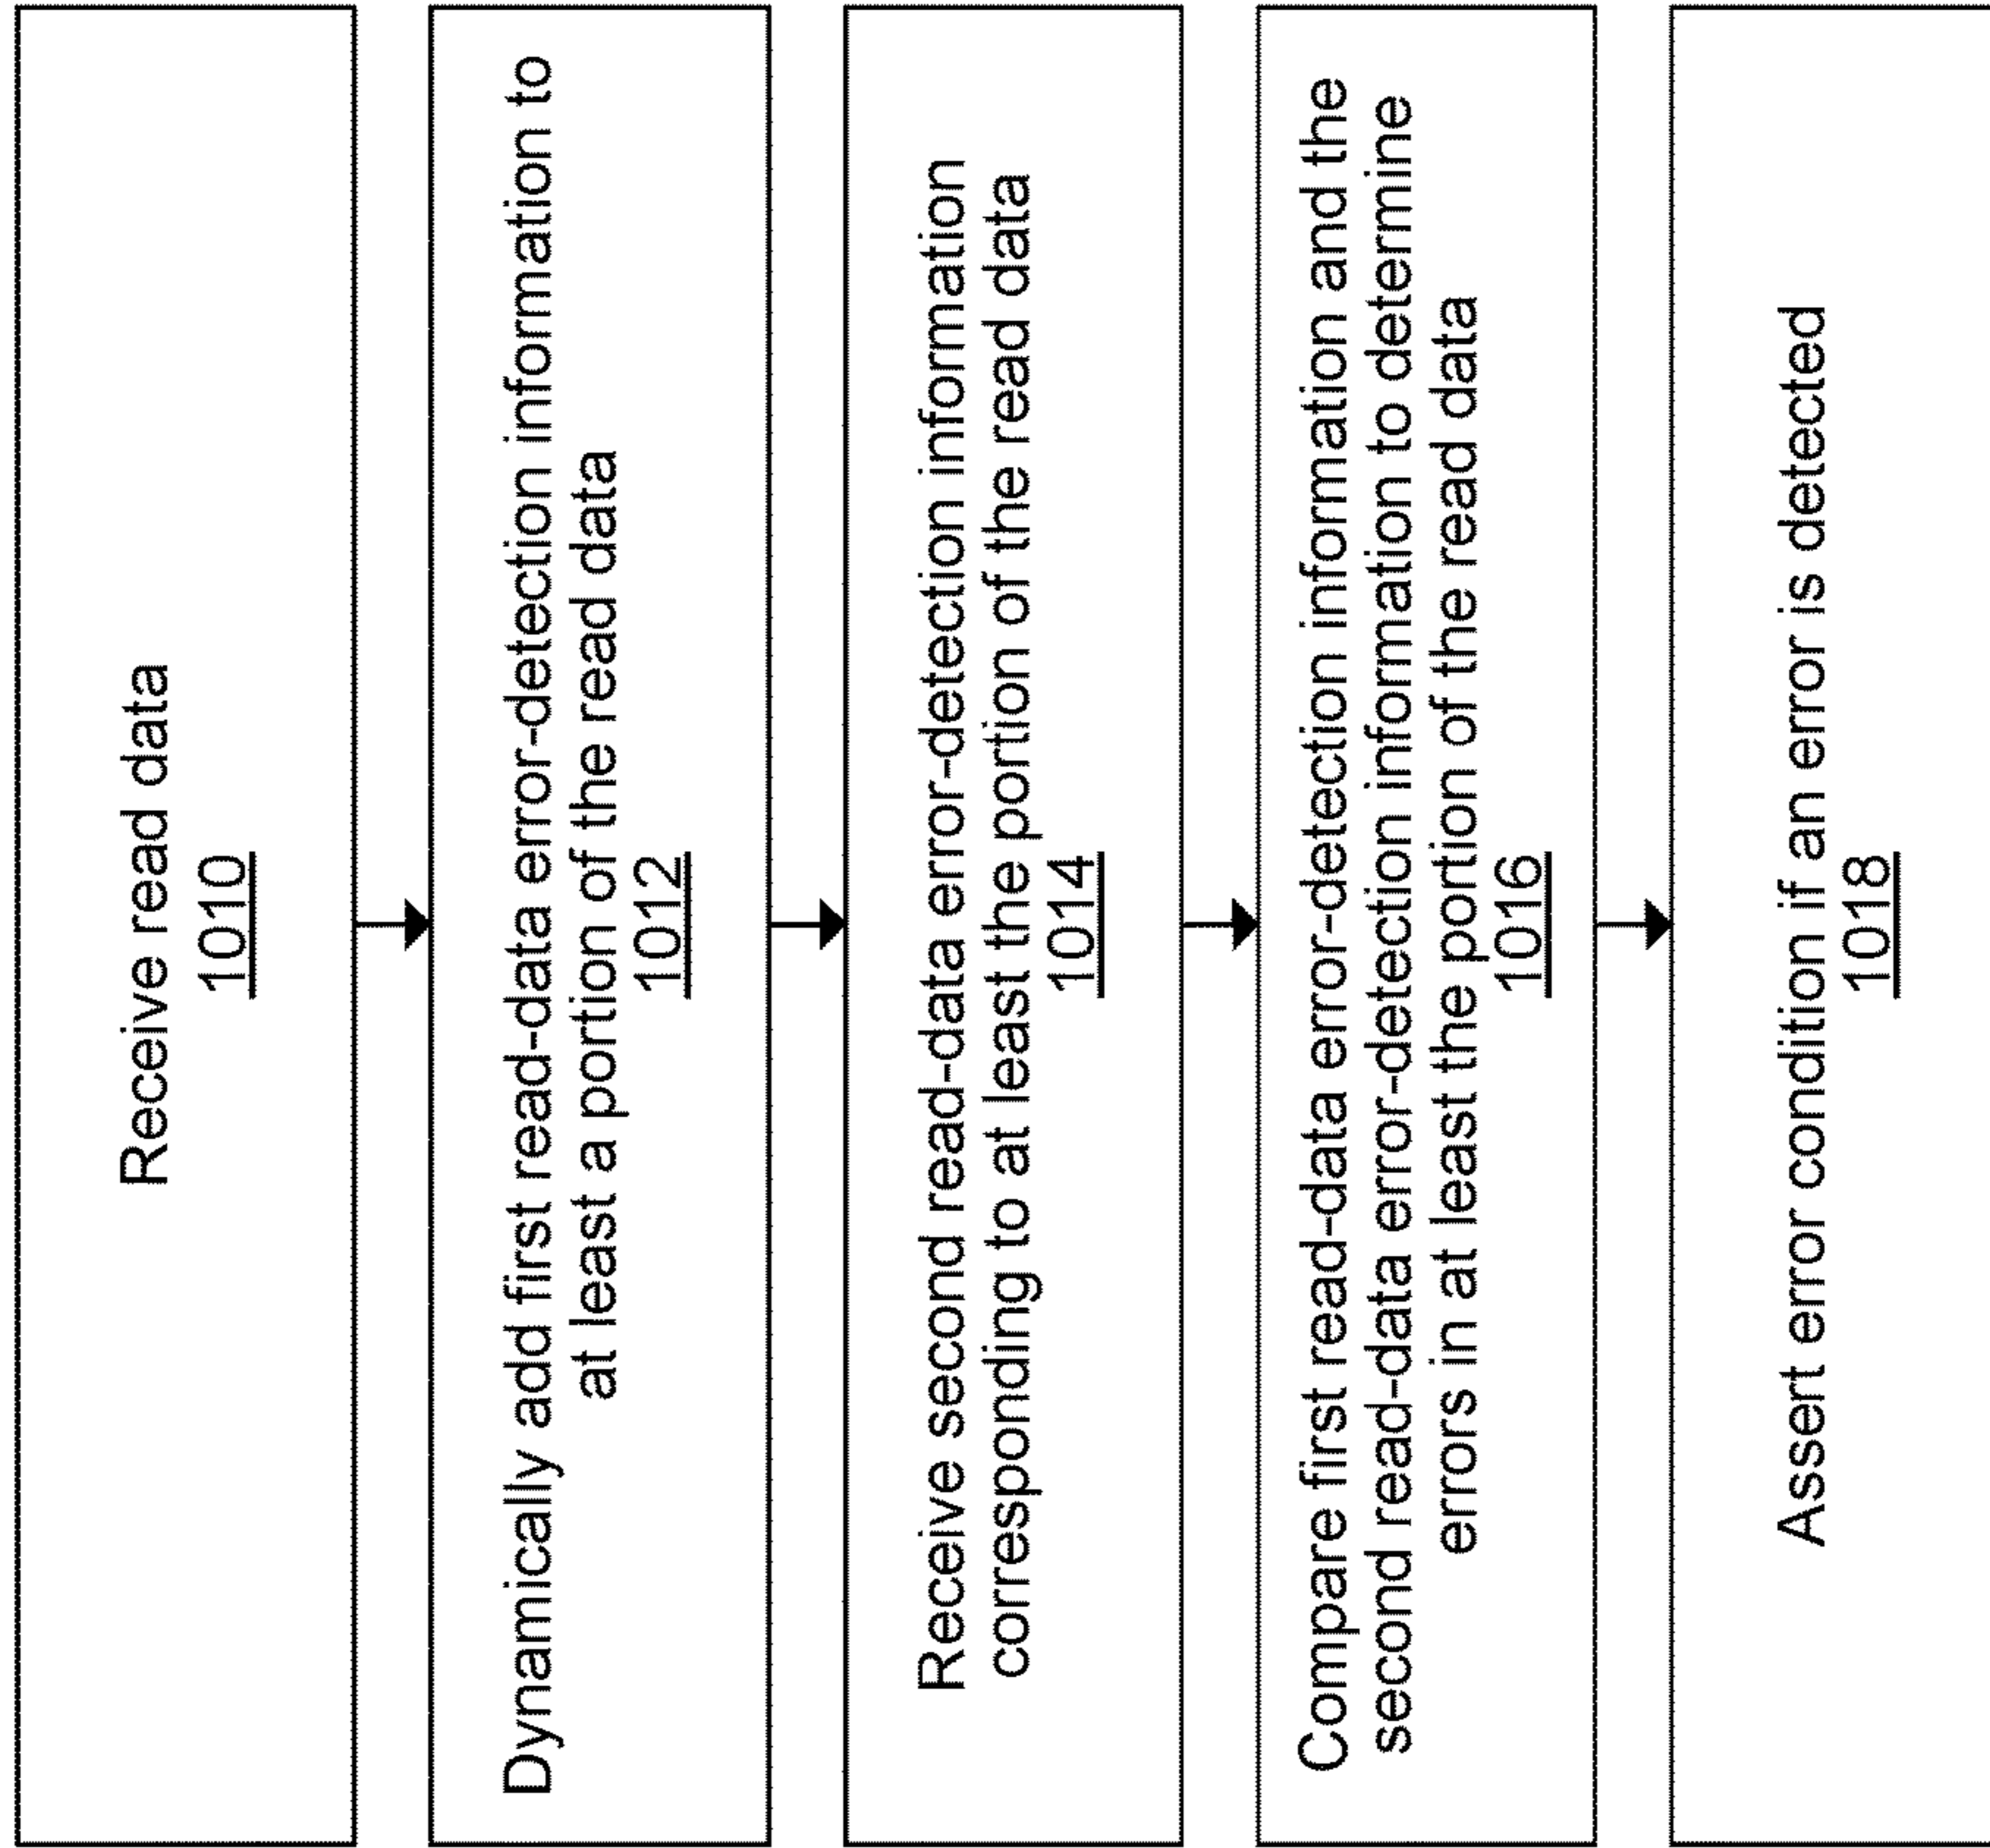 Receive read data
1010
Dynamically add first read-data error-detection information to
at least a portion of the read data
1012
Receive second read-data error-detection information
corresponding to at least the portion of the read data
1014
Compare first read-data error-detection information and the
second read-data error-detection information to determine
errors in at least the portion of the read data
1016
Assert error condition if an error is detected
1018